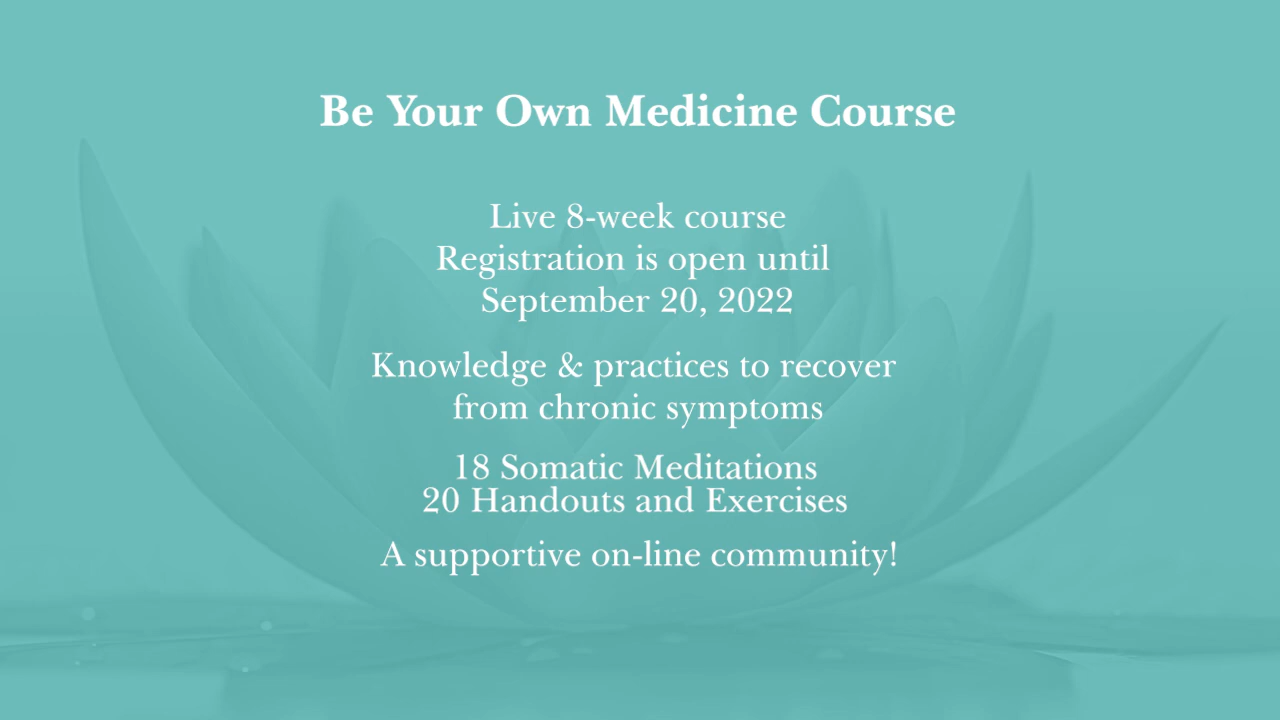 Be Your Own Medicine Course
Live 8-week course
Registration is open until
September 20, 2022
Knowledge & practices to recover
from chronic symptoms
18 Somatic Meditations
20 Handouts and Exercises
A supportive on-line community!